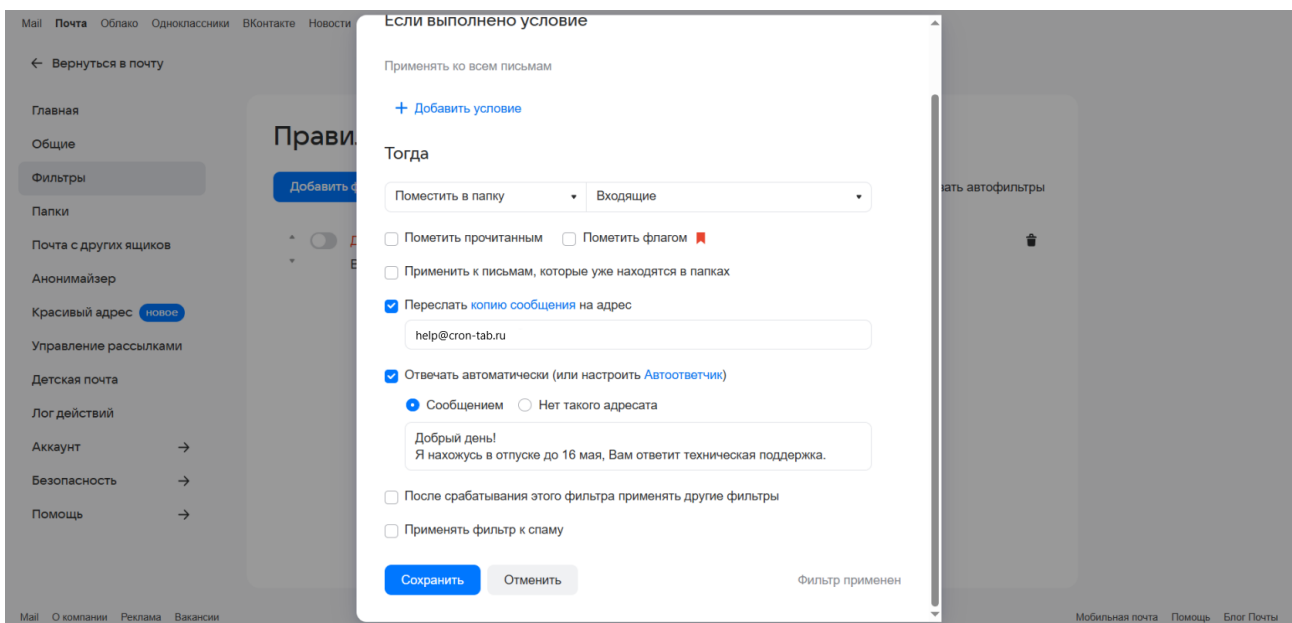 Mail Почта Облако Одноклассники ВКонтакте Новости
Вернуться в почту
Главная
Общие
Фильтры
Папки
Почта с других ящиков
Анонимайзер
Красивый адрес новое
Управление рассылками
Детская почта
Лог действий
Аккаунт
Безопасность
Помощь
Прави
Добавить ф
вать автофильтры
Если выполнено условие
Применять ко всем письмам
+ Добавить условие
Тогда
Поместить в папку Входящие
Пометить прочитанным Пометить флагом
Применить к письмам, которые уже находятся в папках
Переслать копию сообщения на адрес
help@cron-tab.ru
Отвечать автоматически (или настроить Автоответчик)
Сообщением Нет такого адресата
Добрый день!
Я нахожусь в отпуске до 16 мая, Вам ответит техническая поддержка.
После срабатывания этого фильтра применять другие фильтры
Применять фильтр к спаму
Сохранить Отменить Фильтр применен
Mail О компании Реклама Вакансии
Мобильная почта Помощь Блог Почты